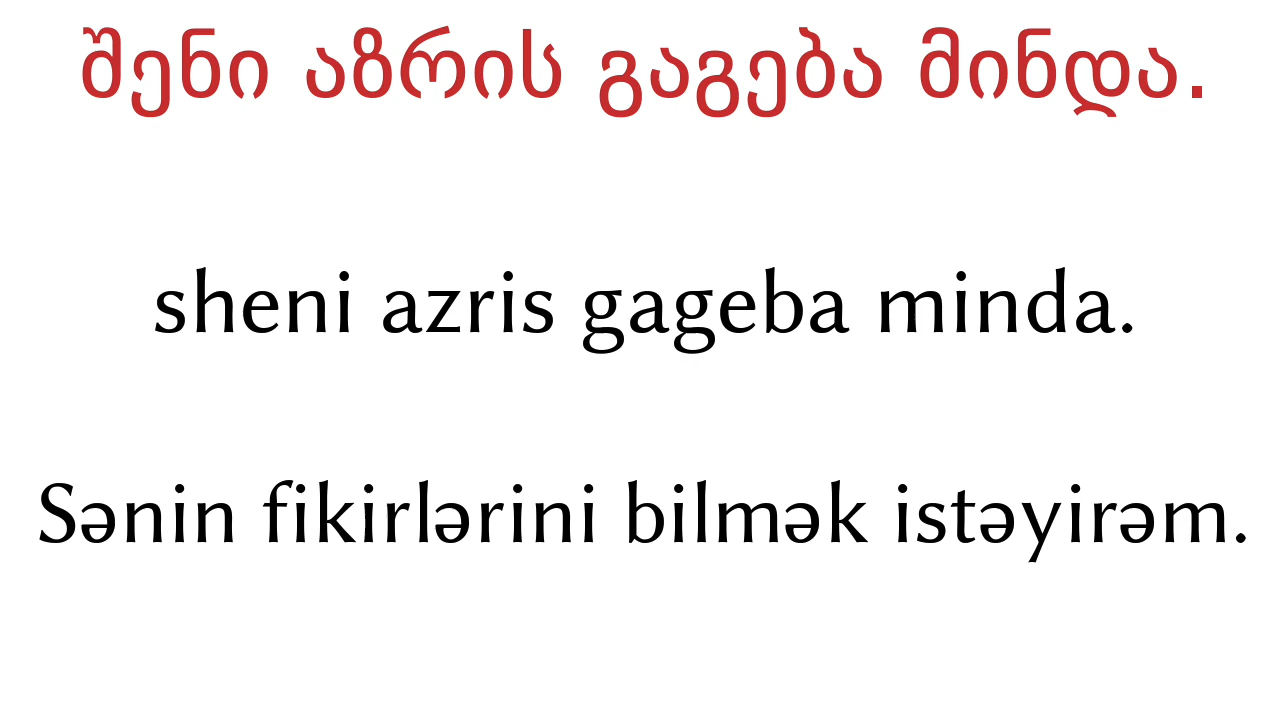 შენი აზრის გაგება მინდა.
sheni azris gageba minda.
Sənin fikirlərini bilmək istəyirəm.